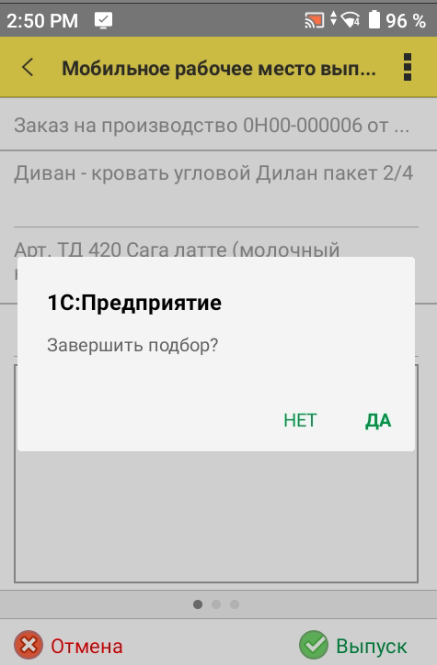 2:50 PM 96 %
Мобильное рабочее место вып...
Заказ на производство 0Н00-000006 от ...
Диван - кровать угловой Дилан пакет 2/4
Арт. ТД 420 Сага латте (молочный
1С:Предприятие
Завершить подбор?
НЕТ ДА
Отмена Выпуск